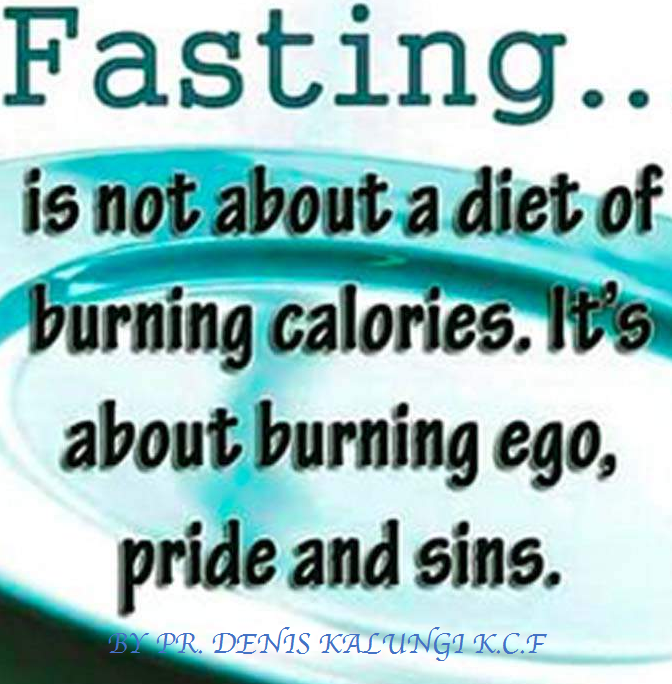 Fasting..
is not about a diet of
burning calories. It's
about burning ego,
pride and sins.
BY PR. DENIS KALUNGI K.C.F